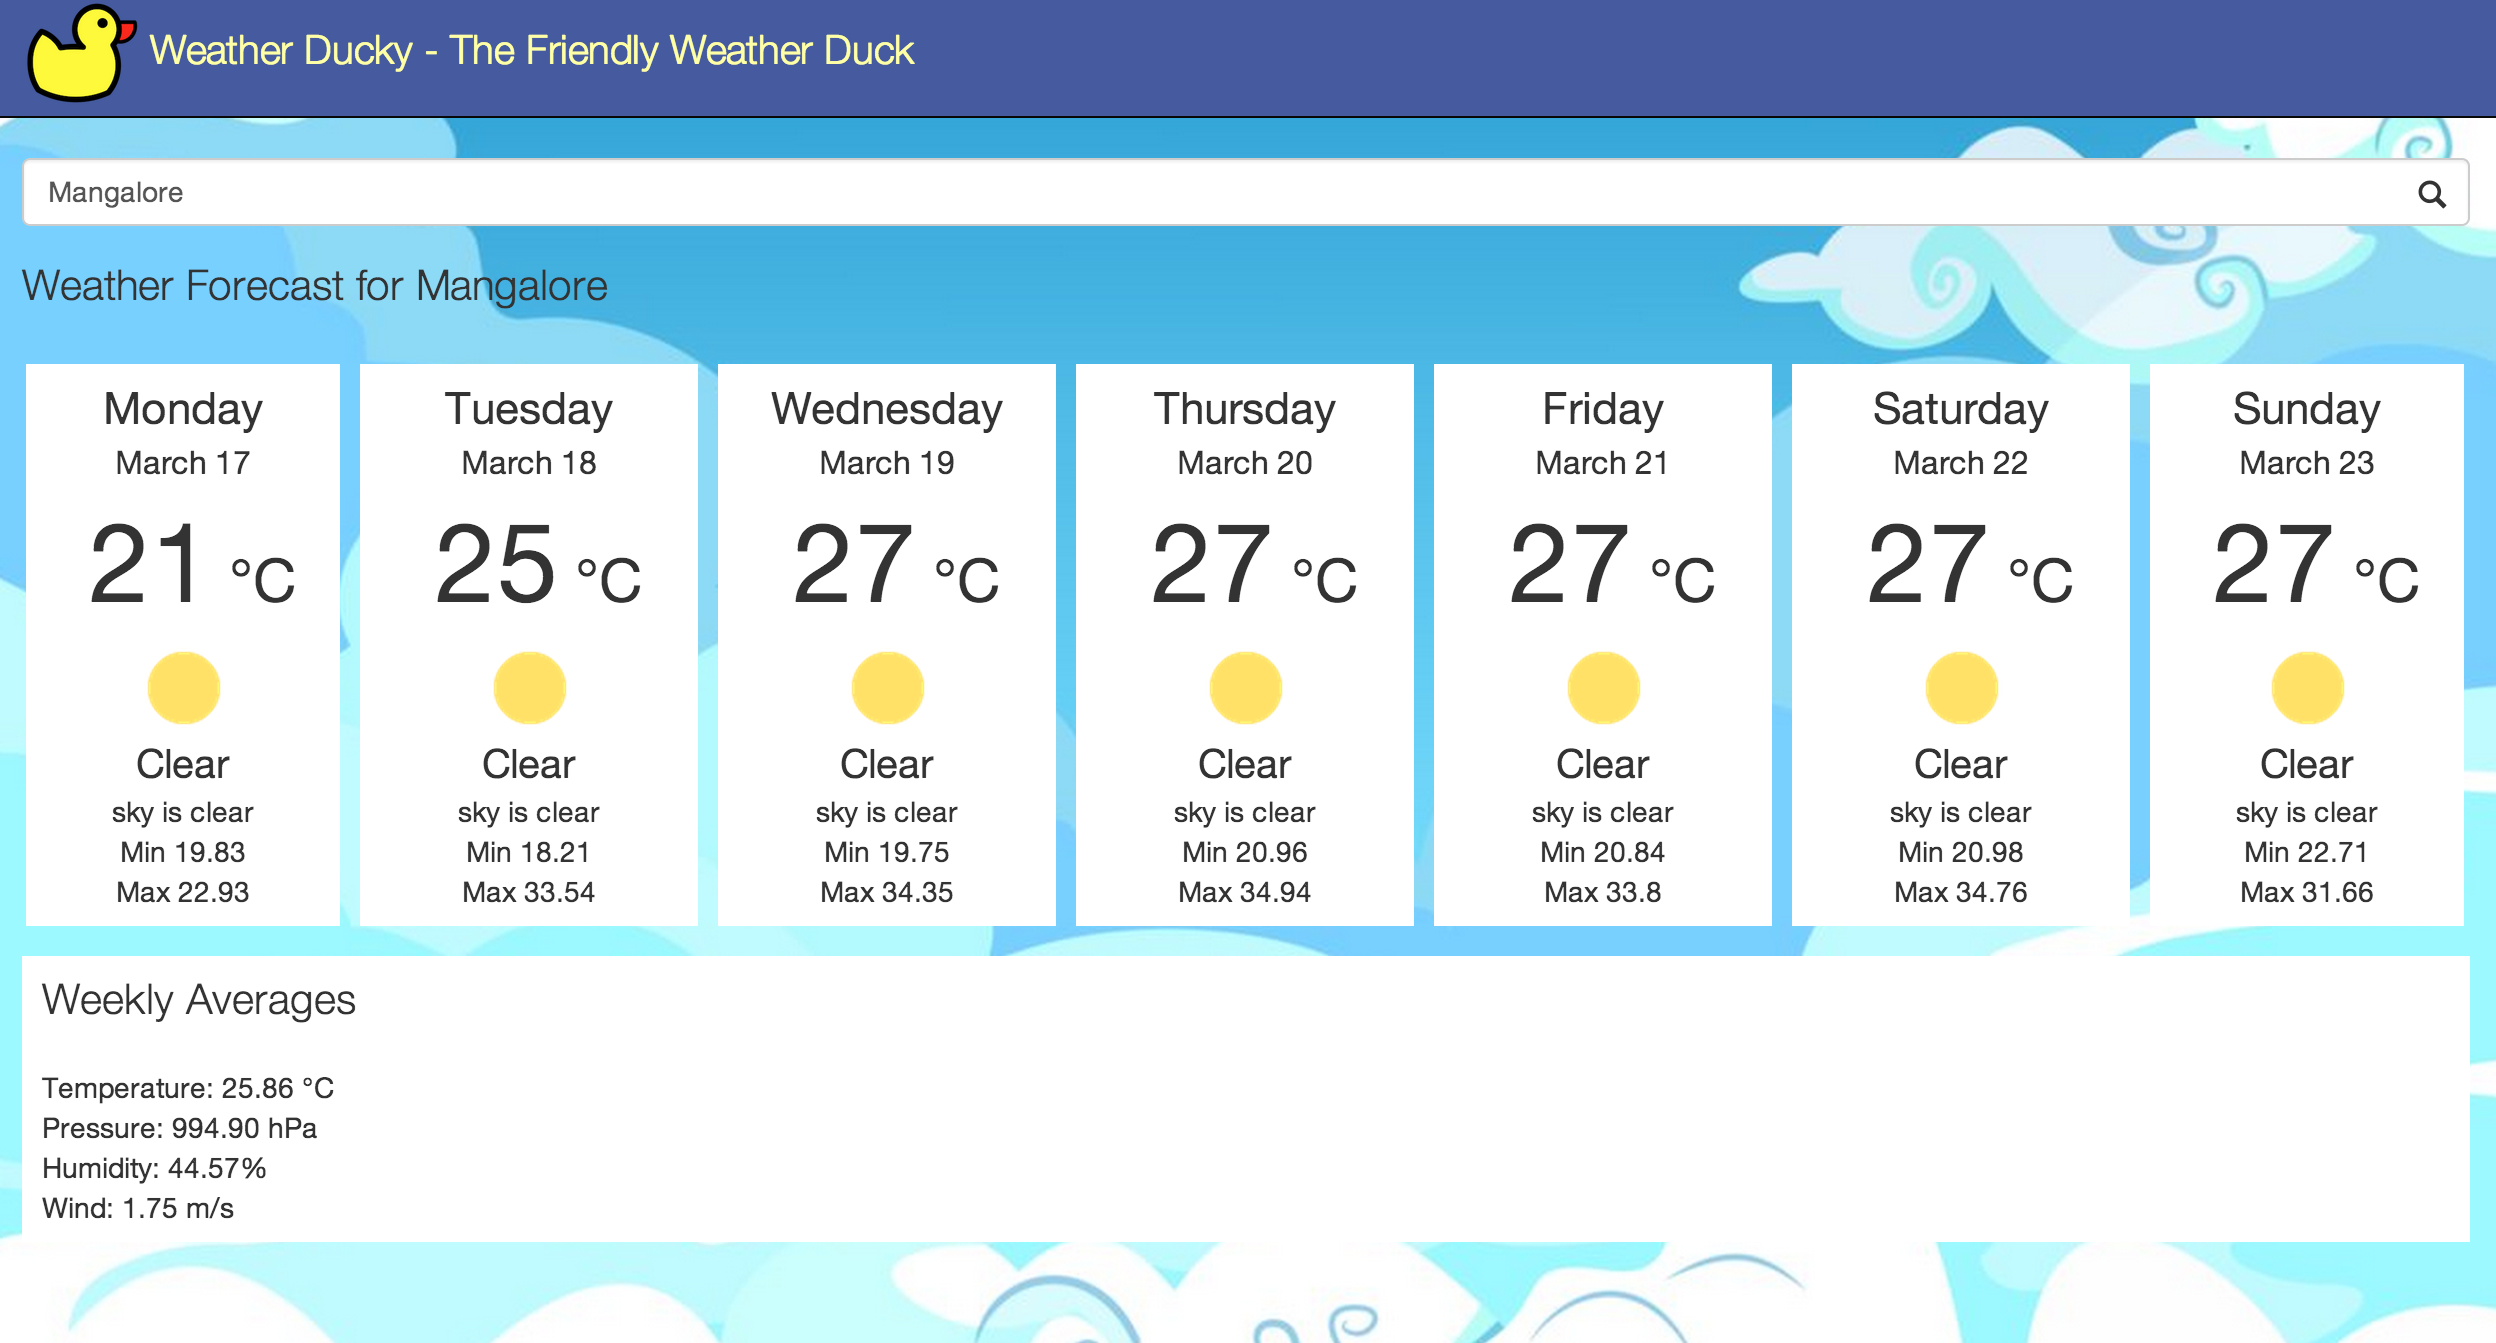 Weather Ducky - The Friendly Weather Duck
Mangalore
Weather Forecast for Mangalore
Monday
March 17
21 °C
Clear
sky is clear
Min 19.83
Max 22.93
Tuesday
March 18
25 °C
Clear
sky is clear
Min 18.21
Max 33.54
Wednesday
March 19
27 °C
Clear
sky is clear
Min 19.75
Max 34.35
Thursday
March 20
27 °C
Clear
sky is clear
Min 20.96
Max 34.94
Friday
March 21
27 °C
Clear
sky is clear
Min 20.84
Max 33.8
Saturday
March 22
27 °C
Clear
sky is clear
Min 20.98
Max 34.76
Sunday
March 23
27 °C
Clear
sky is clear
Min 22.71
Max 31.66
Weekly Averages
Temperature: 25.86 °C
Pressure: 994.90 hPa
Humidity: 44.57%
Wind: 1.75 m/s